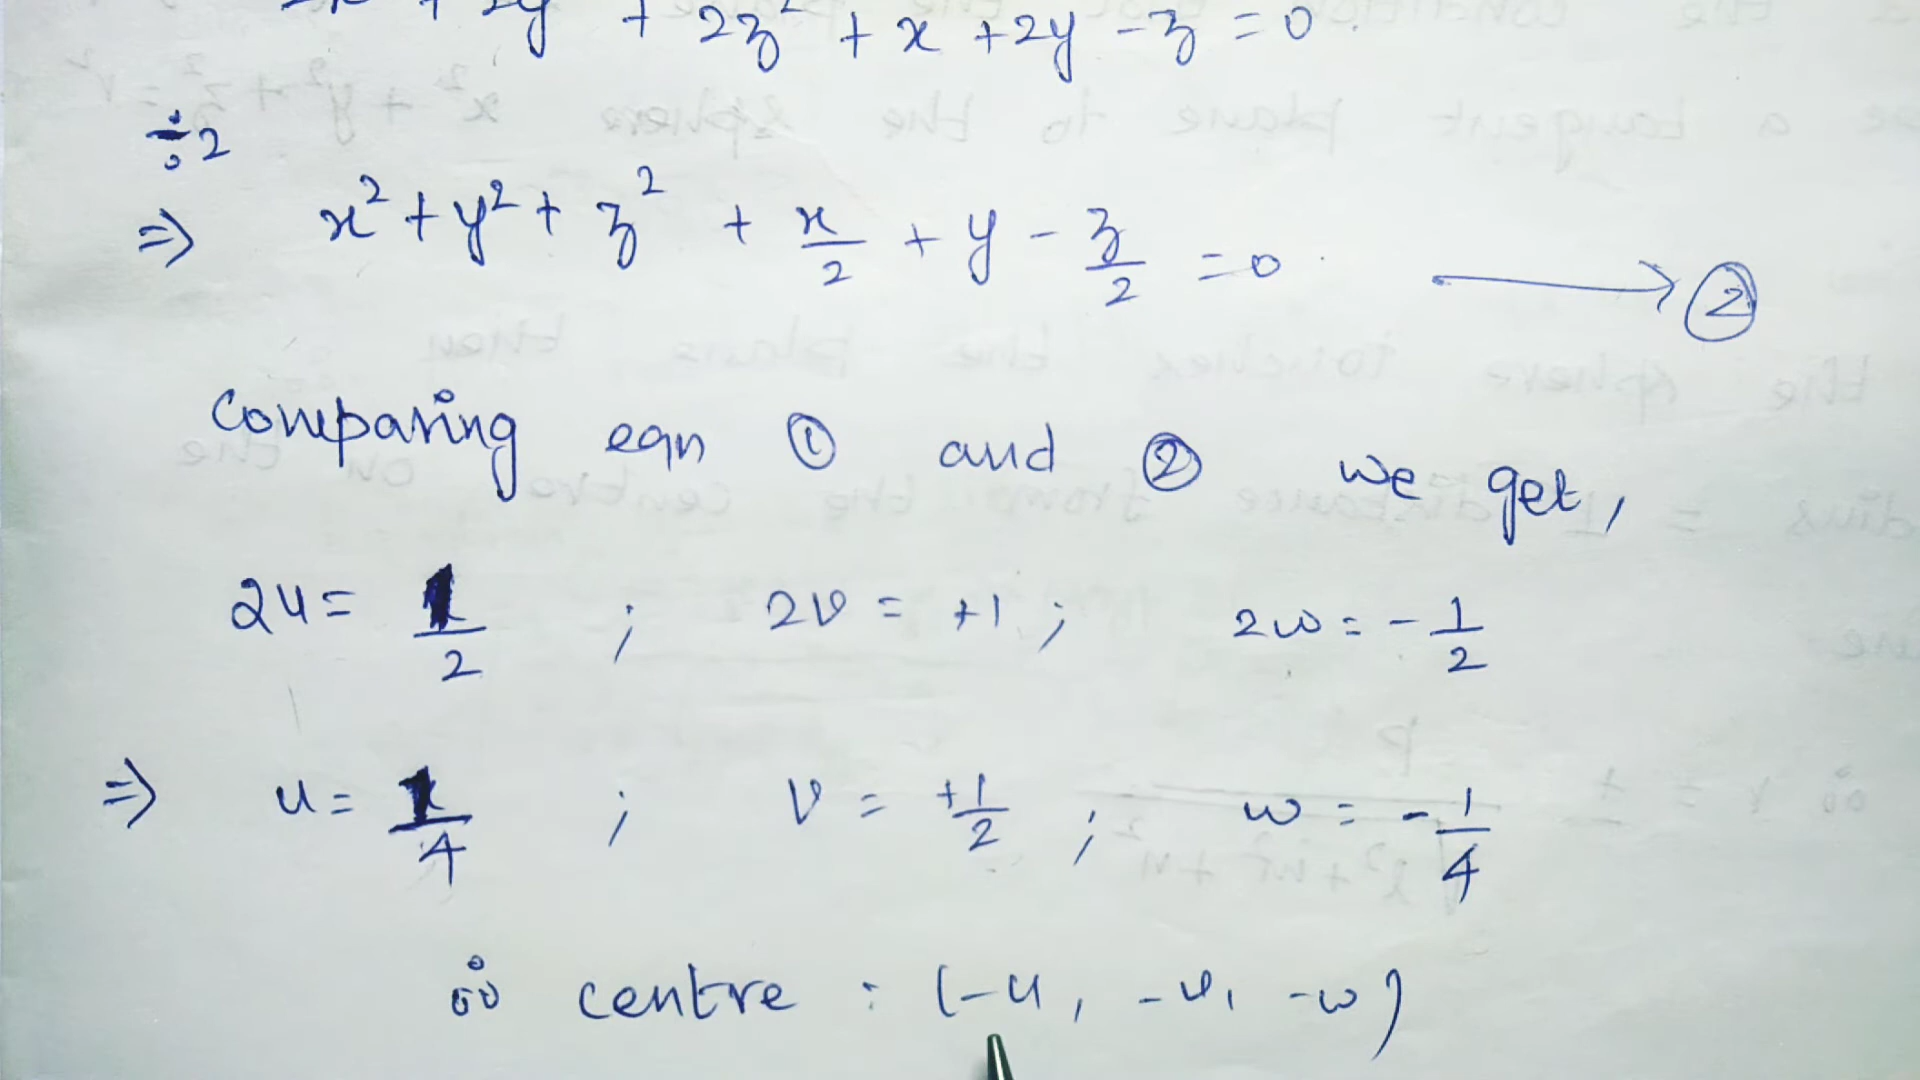 + 2y + 2z² + x + 2y - z = 0
÷2
⇒ x² + y² + z² + x/2 + y - z/2 = 0 ⟶ ②
comparing eqn ① and ② we get,
2u = 1/2 ; 2v = +1 ; 2w = -1/2
⇒ u = 1/4 ; v = +1/2 ; w = -1/4
∴ centre : (-u, -v, -w)